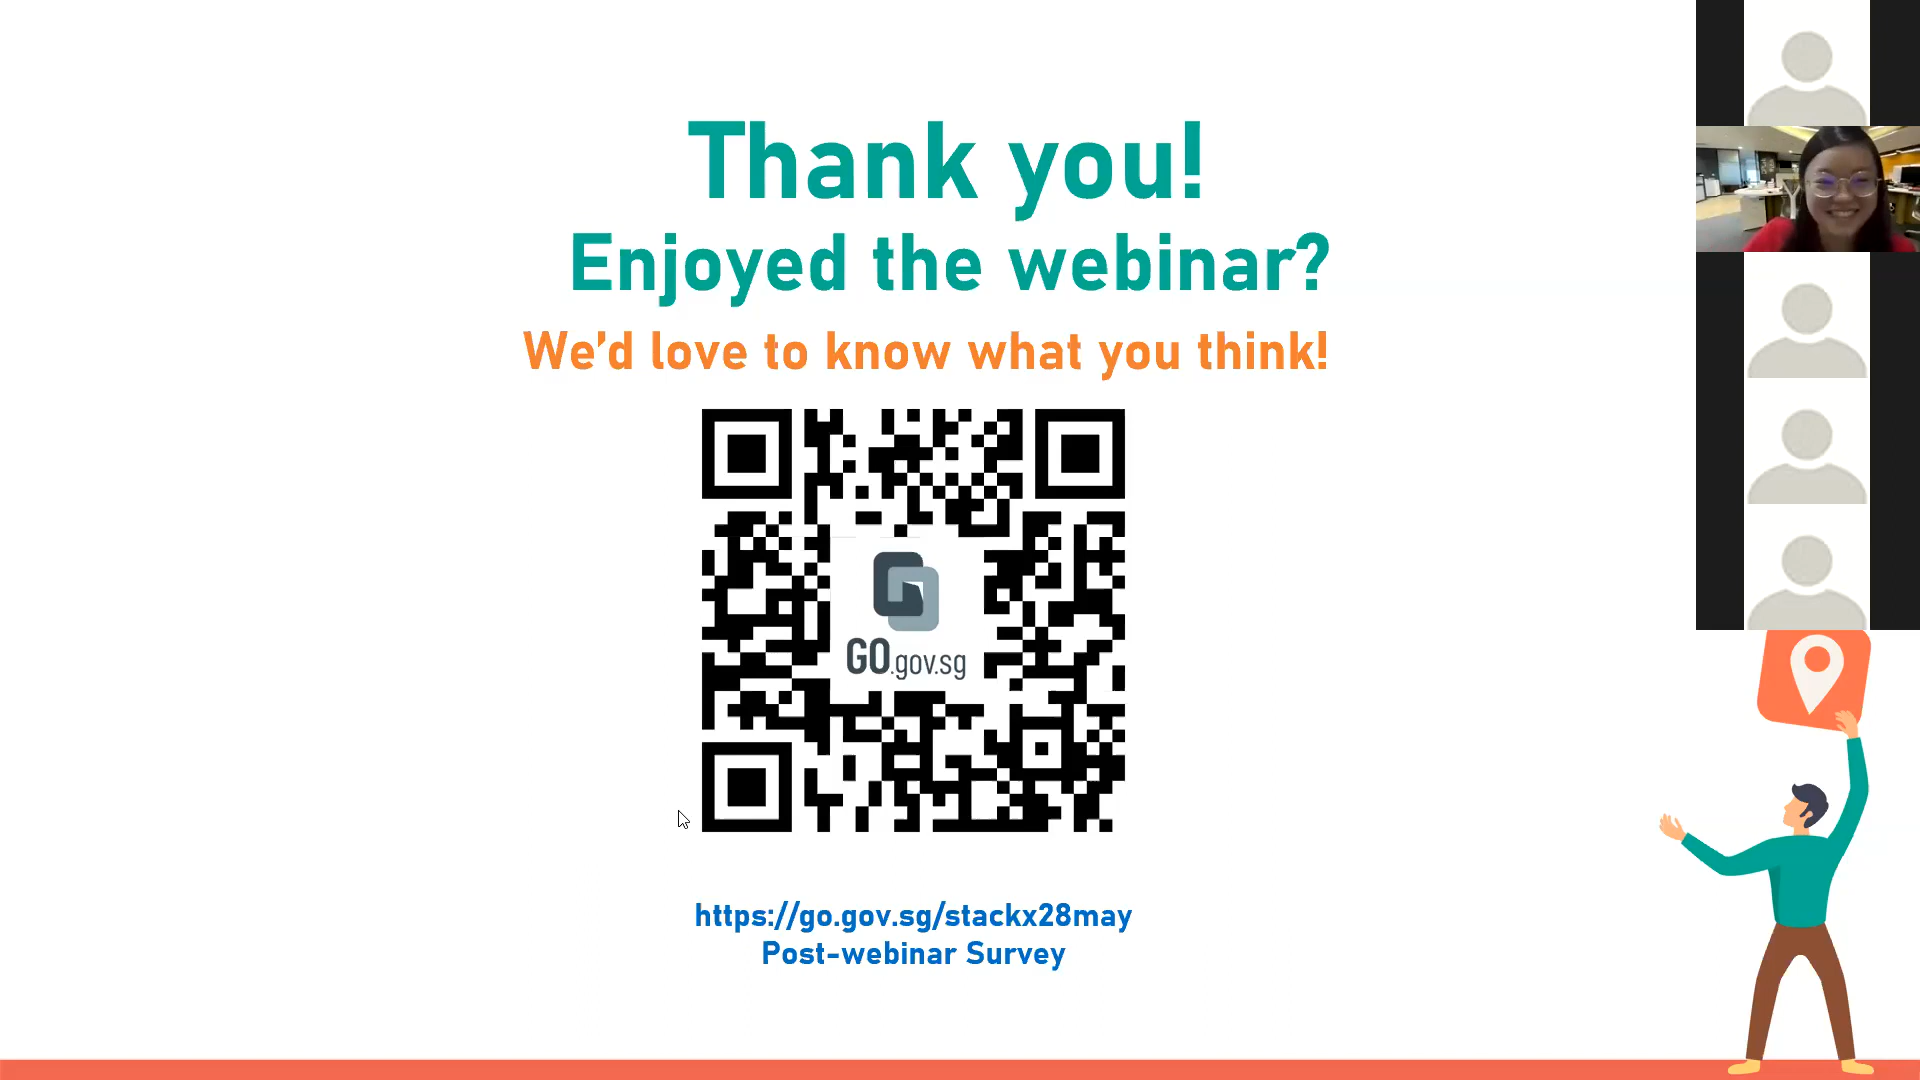 Thank you!
Enjoyed the webinar?
We'd love to know what you think!
GO.gov.sg
https://go.gov.sg/stackx28may
Post-webinar Survey